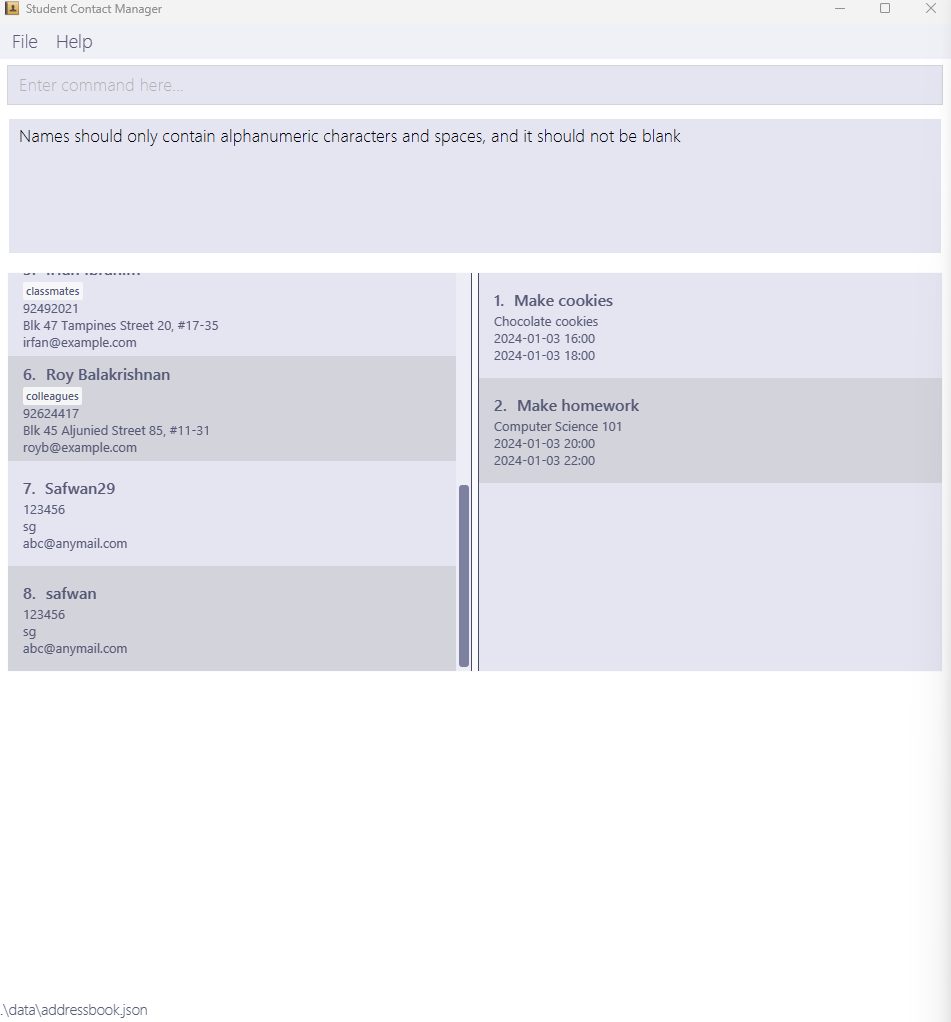 Student Contact Manager
File Help
Enter command here...
Names should only contain alphanumeric characters and spaces, and it should not be blank
5. Irfan Ibrahim
classmates
92492021
Blk 47 Tampines Street 20, #17-35
irfan@example.com
6. Roy Balakrishnan
colleagues
92624417
Blk 45 Aljunied Street 85, #11-31
royb@example.com
7. Safwan29
123456
sg
abc@anymail.com
8. safwan
123456
sg
abc@anymail.com
1. Make cookies
Chocolate cookies
2024-01-03 16:00
2024-01-03 18:00
2. Make homework
Computer Science 101
2024-01-03 20:00
2024-01-03 22:00
.\data\addressbook.json